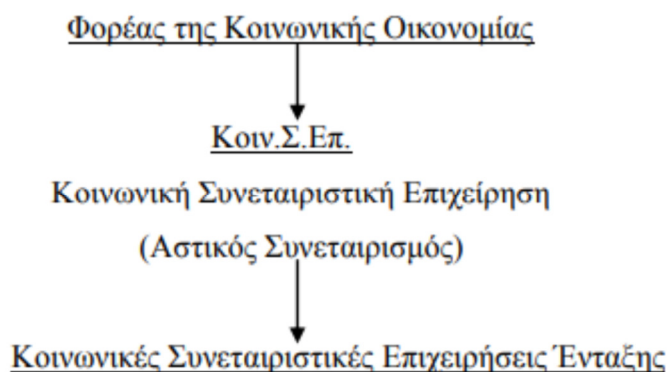 Φορέας της Κοινωνικής Οικονομίας
Κοιν.Σ.Επ.
Κοινωνική Συνεταιριστική Επιχείρηση
(Αστικός Συνεταιρισμός)
Κοινωνικές Συνεταιριστικές Επιχειρήσεις Ένταξης